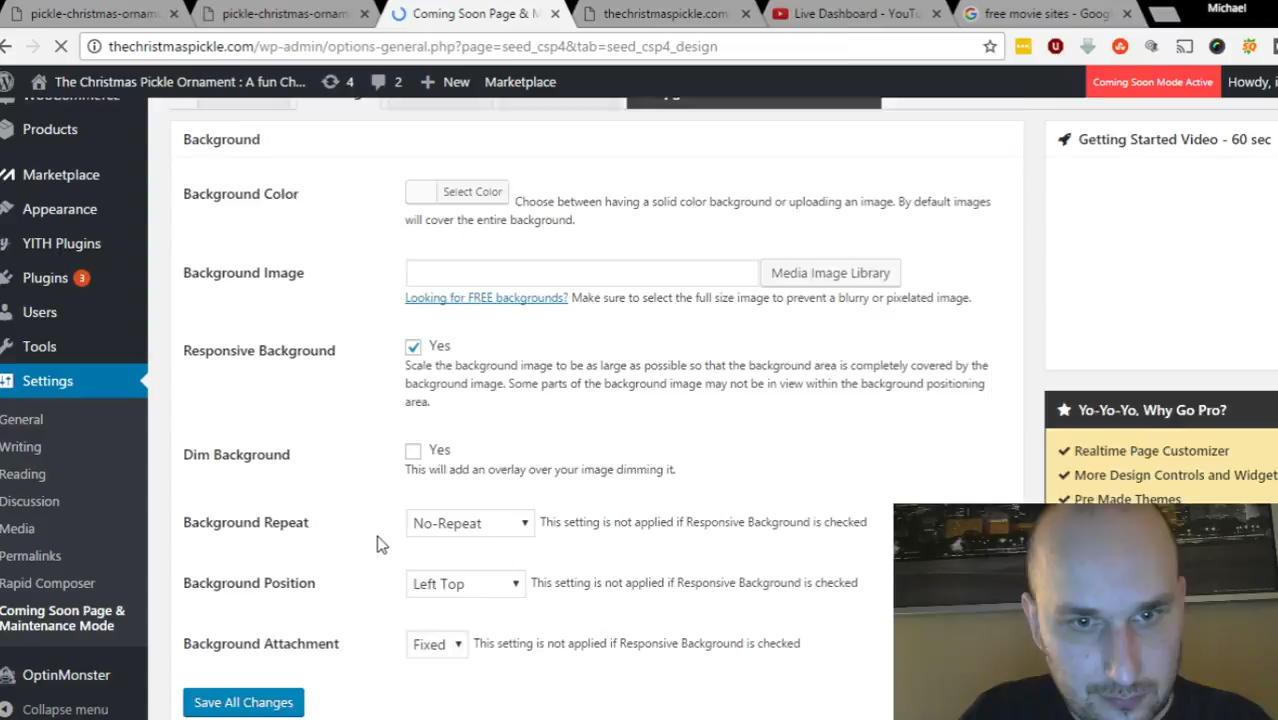 pickle-christmas-ornam
pickle-christmas-ornam
Coming Soon Page & M
thechristmaspickle.com/
Live Dashboard - YouTu
free movie sites - Goog
Michael
thechristmaspickle.com/wp-admin/options-general.php?page=seed_csp4&tab=seed_csp4_design
The Christmas Pickle Ornament : A fun Ch...
4
2
New
Marketplace
Coming Soon Mode Active
Howdy, i
WooCommerce
Products
Marketplace
Appearance
YITH Plugins
Plugins 3
Users
Tools
Settings
General
Writing
Reading
Discussion
Media
Permalinks
Rapid Composer
Coming Soon Page &
Maintenance Mode
OptinMonster
Collapse menu
Background
Background Color
Select Color
Choose between having a solid color background or uploading an image. By default images
will cover the entire background.
Background Image
Media Image Library
Looking for FREE backgrounds? Make sure to select the full size image to prevent a blurry or pixelated image.
Responsive Background
Yes
Scale the background image to be as large as possible so that the background area is completely covered by the
background image. Some parts of the background image may not be in view within the background positioning
area.
Dim Background
Yes
This will add an overlay over your image dimming it.
Background Repeat
No-Repeat
This setting is not applied if Responsive Background is checked
Background Position
Left Top
This setting is not applied if Responsive Background is checked
Background Attachment
Fixed
This setting is not applied if Responsive Background is checked
Save All Changes
Getting Started Video - 60 sec
Yo-Yo-Yo, Why Go Pro?
Realtime Page Customizer
More Design Controls and Widget
Pre Made Themes